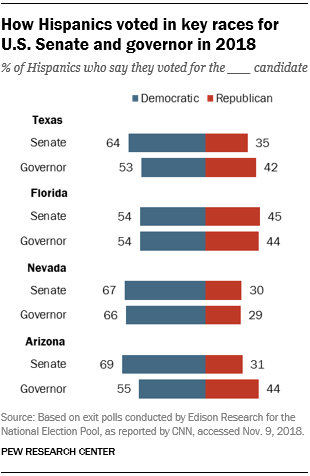 How Hispanics voted in key races for
U.S. Senate and governor in 2018
% of Hispanics who say they voted for the ___ candidate
Democratic Republican
Texas
Senate 64 35
Governor 53 42
Florida
Senate 54 45
Governor 54 44
Nevada
Senate 67 30
Governor 66 29
Arizona
Senate 69 31
Governor 55 44
Source: Based on exit polls conducted by Edison Research for the
National Election Pool, as reported by CNN, accessed Nov. 9, 2018.
PEW RESEARCH CENTER